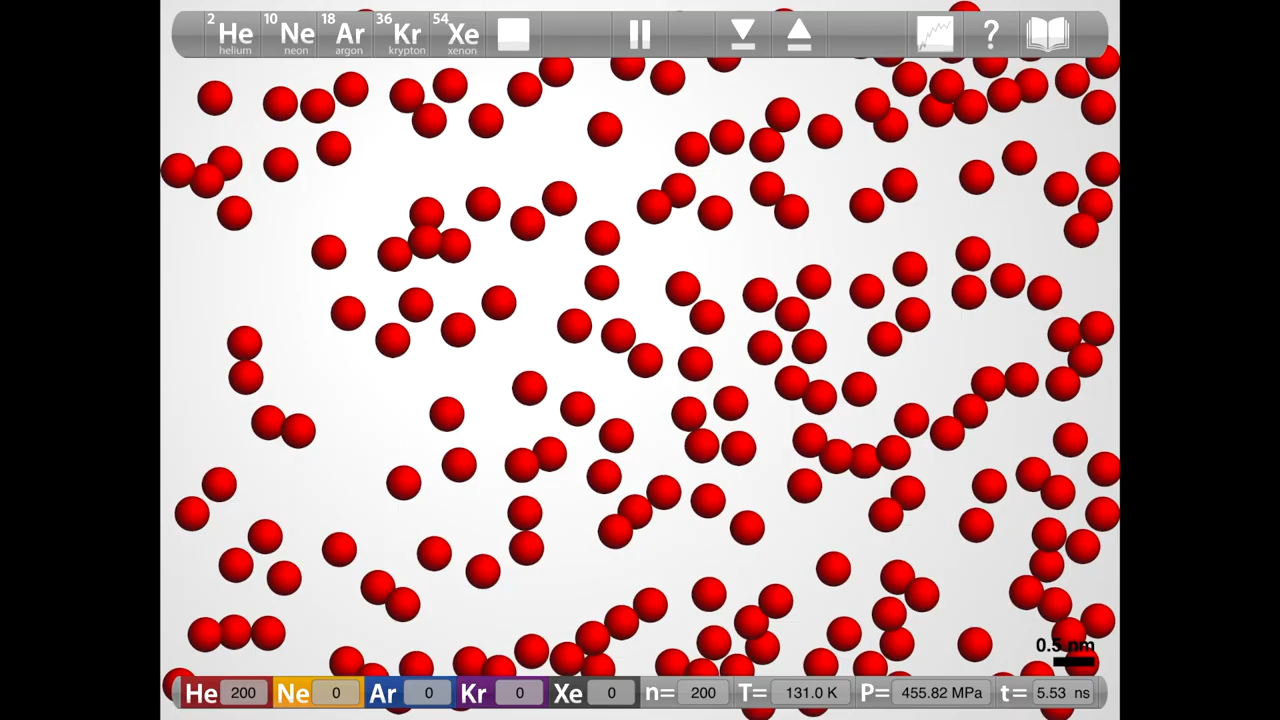 2 He helium 10 Ne neon 18 Ar argon 36 Kr krypton 54 Xe xenon ?
0.5 nm
He 200 Ne 0 Ar 0 Kr 0 Xe 0 n= 200 T= 131.0 K P= 455.82 MPa t= 5.53 ns